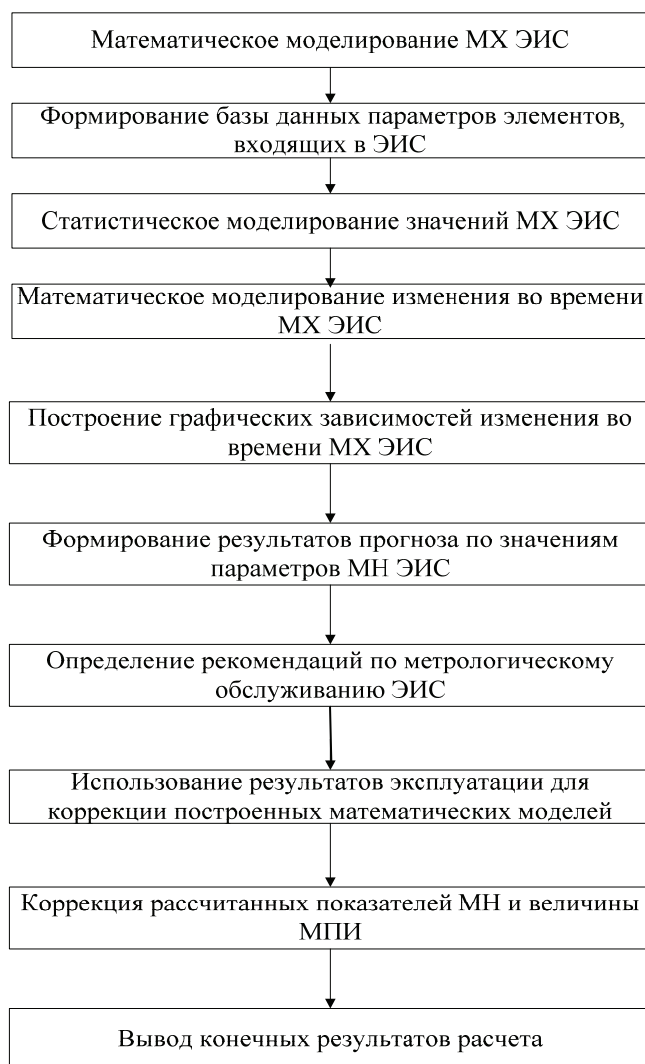 Математическое моделирование МХ ЭИС
Формирование базы данных параметров элементов,
входящих в ЭИС
Статистическое моделирование значений МХ ЭИС
Математическое моделирование изменения во времени
МХ ЭИС
Построение графических зависимостей изменения во
времени МХ ЭИС
Формирование результатов прогноза по значениям
параметров МН ЭИС
Определение рекомендаций по метрологическому
обслуживанию ЭИС
Использование результатов эксплуатации для
коррекции построенных математических моделей
Коррекция рассчитанных показателей МН и величины
МПИ
Вывод конечных результатов расчета